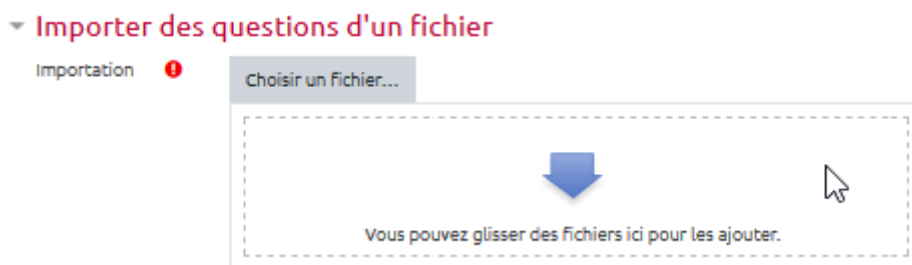 Importer des questions d'un fichier
Importation
Choisir un fichier...
Vous pouvez glisser des fichiers ici pour les ajouter.